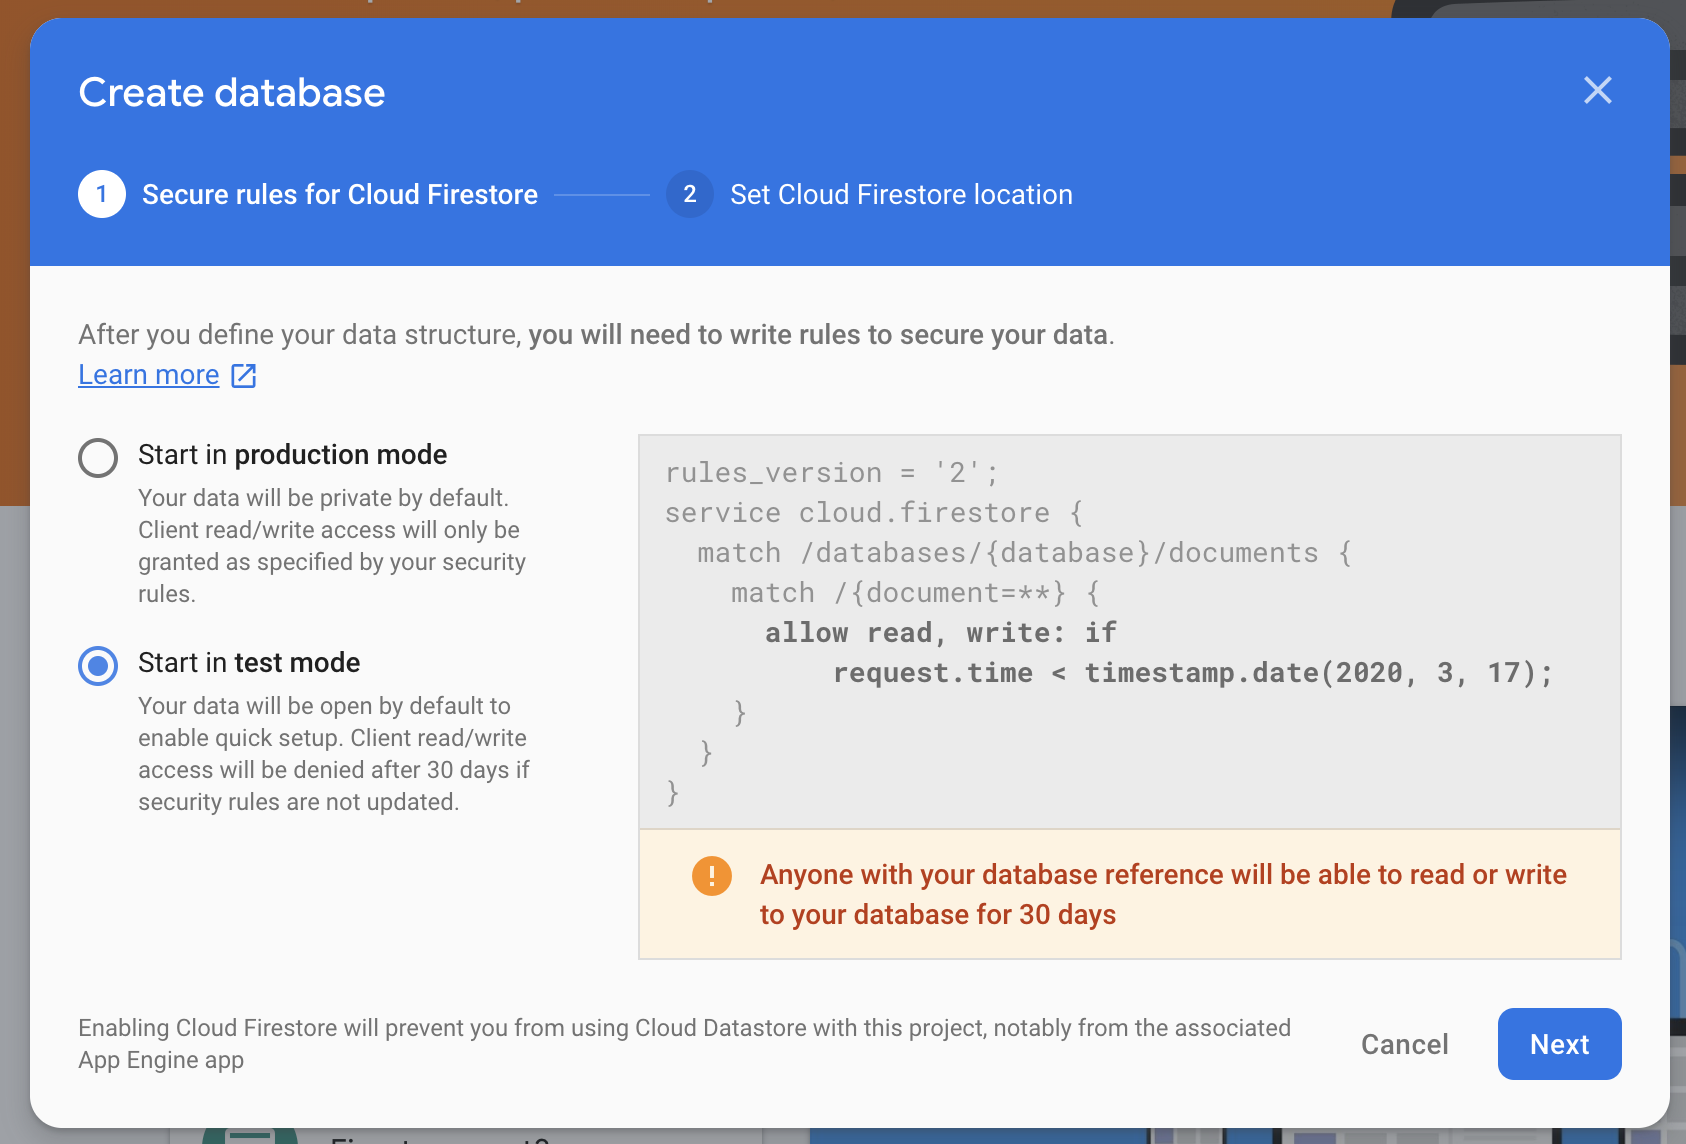 Create database
1 Secure rules for Cloud Firestore 2 Set Cloud Firestore location
After you define your data structure, you will need to write rules to secure your data.
Learn more
Start in production mode
Your data will be private by default.
Client read/write access will only be
granted as specified by your security
rules.
Start in test mode
Your data will be open by default to
enable quick setup. Client read/write
access will be denied after 30 days if
security rules are not updated.
rules_version = '2';
service cloud.firestore {
  match /databases/{database}/documents {
    match /{document=**} {
      allow read, write: if
          request.time < timestamp.date(2020, 3, 17);
    }
  }
}
Anyone with your database reference will be able to read or write
to your database for 30 days
Enabling Cloud Firestore will prevent you from using Cloud Datastore with this project, notably from the associated
App Engine app
Cancel Next